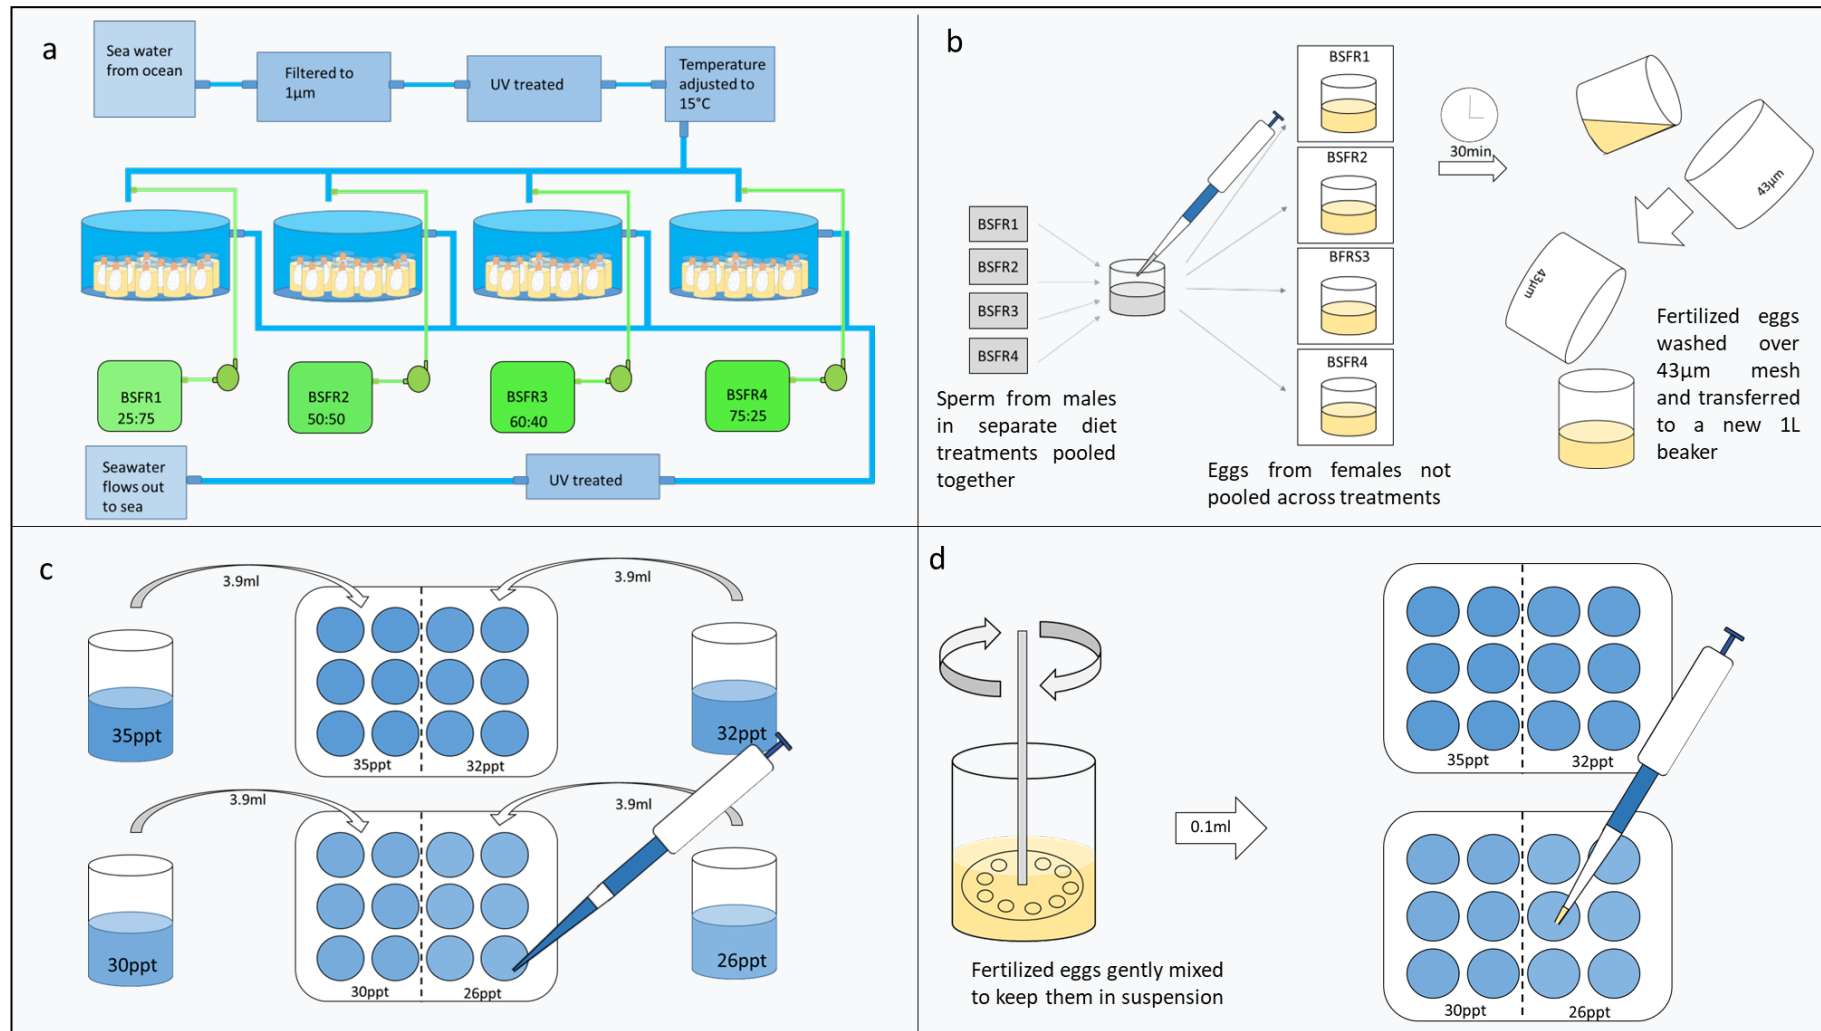 a
Sea water
from ocean
Filtered to
1µm
UV treated
Temperature
adjusted to
15°C
BSFR1
25:75
BSFR2
50:50
BSFR3
60:40
BSFR4
75:25
Seawater
flows out
to sea
UV treated
b
BSFR1
BSFR2
BSFR3
BSFR4
Sperm from males
in separate diet
treatments pooled
together
BSFR1
BSFR2
BFRS3
BSFR4
Eggs from females not
pooled across treatments
30min
43µm
43µm
Fertilized eggs
washed over
43µm mesh
and transferred
to a new 1L
beaker
c
3.9ml
3.9ml
35ppt
32ppt
35ppt
32ppt
3.9ml
3.9ml
30ppt
26ppt
30ppt
26ppt
d
0.1ml
Fertilized eggs gently mixed
to keep them in suspension
35ppt
32ppt
30ppt
26ppt